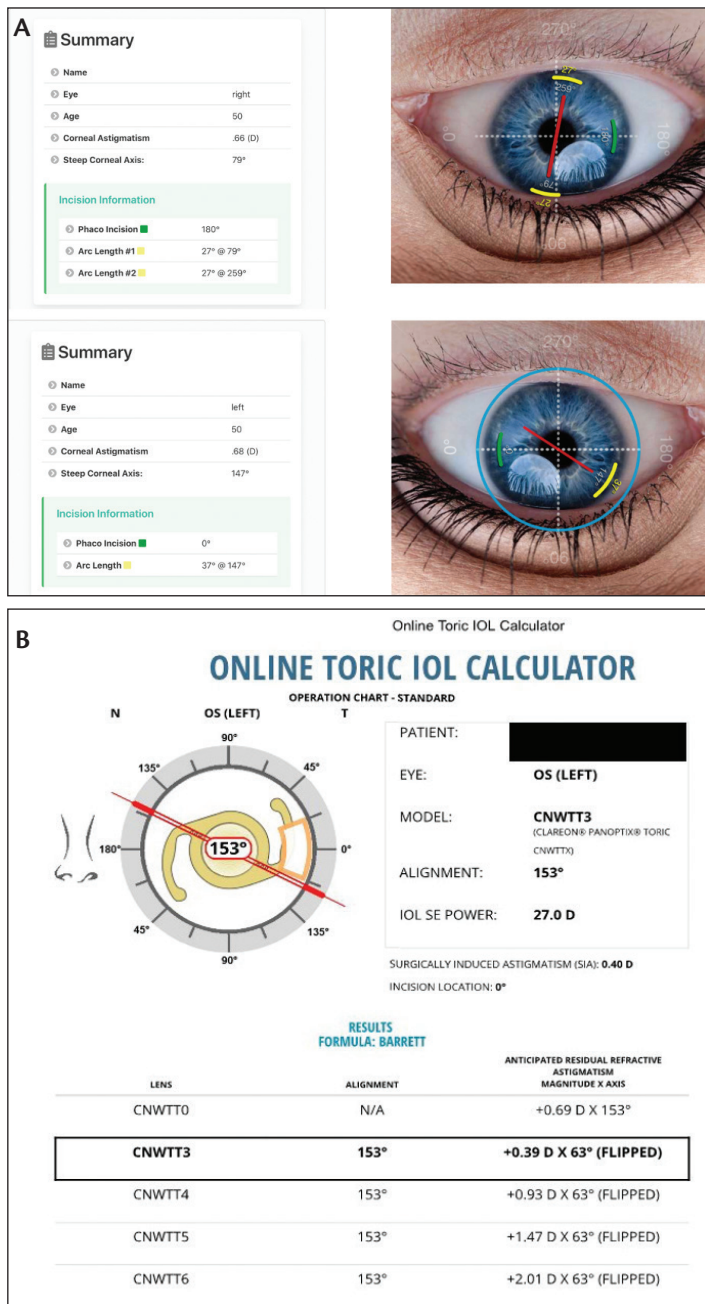 A
Summary
Name
Eye right
Age 50
Corneal Astigmatism .66 (D)
Steep Corneal Axis: 79°
Incision Information
Phaco Incision 180°
Arc Length #1 27° @ 79°
Arc Length #2 27° @ 259°
270°
27°
259°
0°
180°
180°
79°
27°
Summary
Name
Eye left
Age 50
Corneal Astigmatism .68 (D)
Steep Corneal Axis: 147°
Incision Information
Phaco Incision 0°
Arc Length 37° @ 147°
270°
0°
180°
147°
37°
B
Online Toric IOL Calculator
ONLINE TORIC IOL CALCULATOR
OPERATION CHART - STANDARD
N OS (LEFT) T
90°
135° 45°
180° 153° 0°
45° 135°
90°
PATIENT:
EYE: OS (LEFT)
MODEL: CNWTT3
(CLAREON® PANOPTIX® TORIC
CNWTTX)
ALIGNMENT: 153°
IOL SE POWER: 27.0 D
SURGICALLY INDUCED ASTIGMATISM (SIA): 0.40 D
INCISION LOCATION: 0°
RESULTS
FORMULA: BARRETT
LENS ALIGNMENT ANTICIPATED RESIDUAL REFRACTIVE
ASTIGMATISM
MAGNITUDE X AXIS
CNWTT0 N/A +0.69 D X 153°
CNWTT3 153° +0.39 D X 63° (FLIPPED)
CNWTT4 153° +0.93 D X 63° (FLIPPED)
CNWTT5 153° +1.47 D X 63° (FLIPPED)
CNWTT6 153° +2.01 D X 63° (FLIPPED)